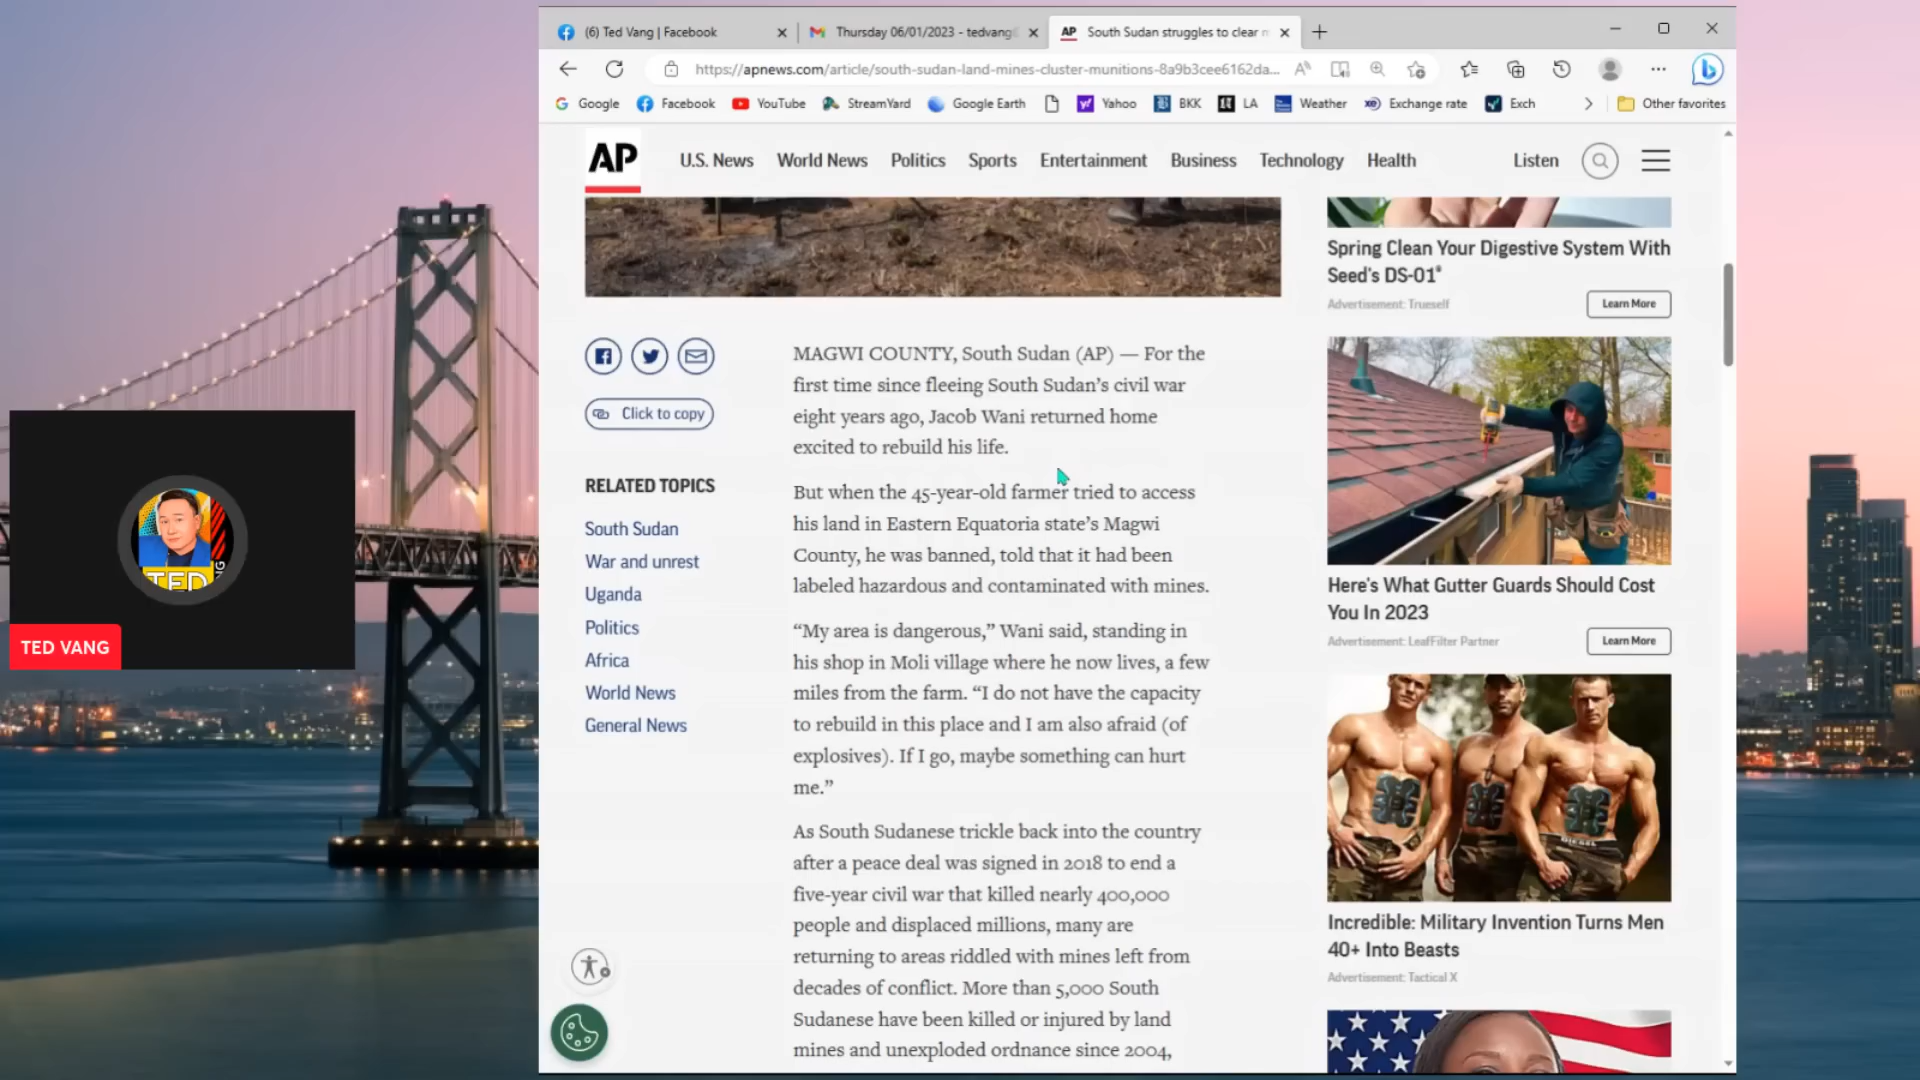 (6) Ted Vang | Facebook
Thursday 06/01/2023 - tedvang
AP South Sudan struggles to clear m
https://apnews.com/article/south-sudan-land-mines-cluster-munitions-8a9b3cee6162da...
Google
Facebook
YouTube
StreamYard
Google Earth
Yahoo
BKK
LA
Weather
Exchange rate
Exch
Other favorites
AP
U.S. News
World News
Politics
Sports
Entertainment
Business
Technology
Health
Listen
Click to copy
RELATED TOPICS
South Sudan
War and unrest
Uganda
Politics
Africa
World News
General News
MAGWI COUNTY, South Sudan (AP) — For the
first time since fleeing South Sudan’s civil war
eight years ago, Jacob Wani returned home
excited to rebuild his life.
But when the 45-year-old farmer tried to access
his land in Eastern Equatoria state’s Magwi
County, he was banned, told that it had been
labeled hazardous and contaminated with mines.
“My area is dangerous,” Wani said, standing in
his shop in Moli village where he now lives, a few
miles from the farm. “I do not have the capacity
to rebuild in this place and I am also afraid (of
explosives). If I go, maybe something can hurt
me.”
As South Sudanese trickle back into the country
after a peace deal was signed in 2018 to end a
five-year civil war that killed nearly 400,000
people and displaced millions, many are
returning to areas riddled with mines left from
decades of conflict. More than 5,000 South
Sudanese have been killed or injured by land
mines and unexploded ordnance since 2004,
Spring Clean Your Digestive System With
Seed's DS-01®
Advertisement: Trueself
Learn More
Here's What Gutter Guards Should Cost
You In 2023
Advertisement: LeafFilter Partner
Learn More
Incredible: Military Invention Turns Men
40+ Into Beasts
Advertisement: Tactical X
TED
TED VANG